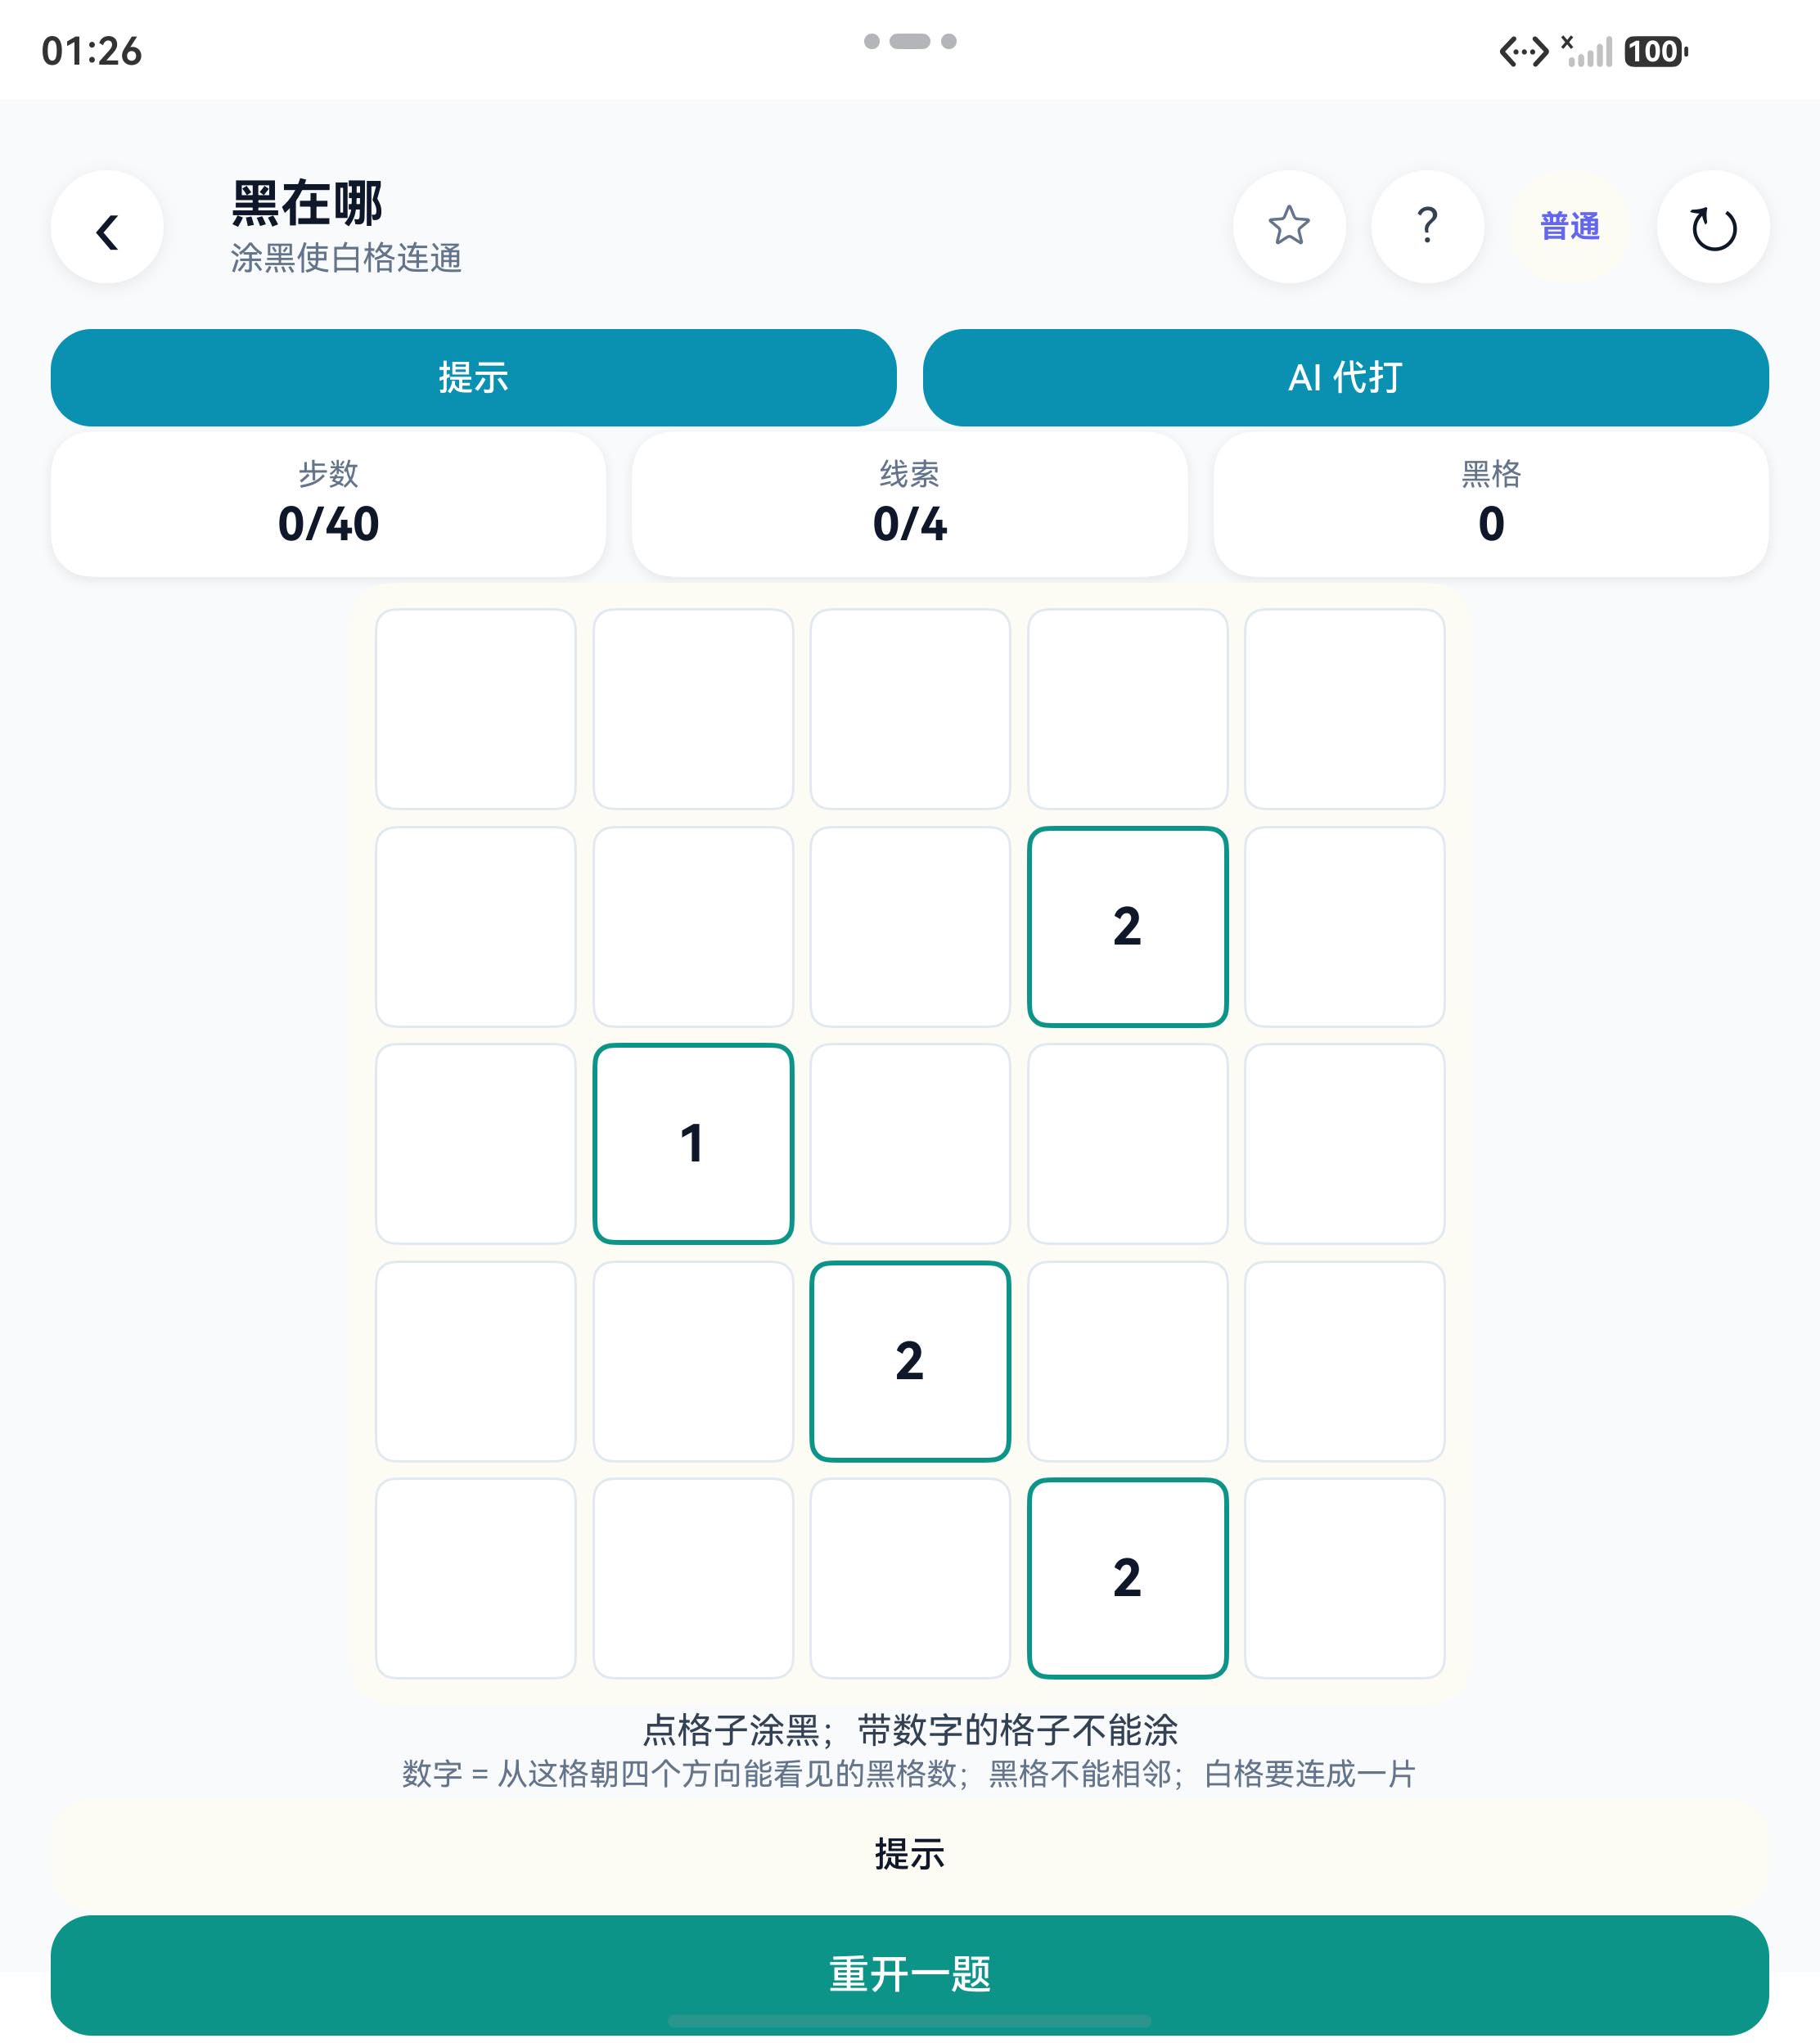 01:26
100
黑在哪
涂黑使白格连通
?
普通
提示
AI 代打
步数
0/40
线索
0/4
黑格
0
2
1
2
2
点格子涂黑；带数字的格子不能涂
数字 = 从这格朝四个方向能看见的黑格数；黑格不能相邻；白格要连成一片
提示
重开一题